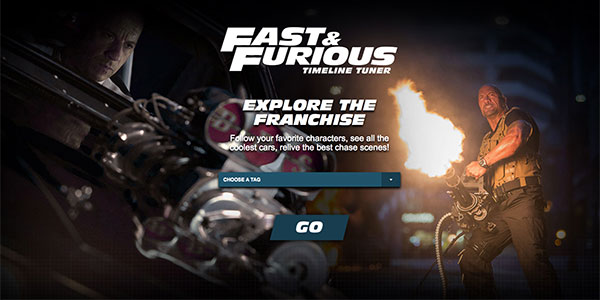 FAST &
FURIOUS
TIMELINE TUNER
EXPLORE THE
FRANCHISE
Follow your favorite characters, see all the
coolest cars, relive the best chase scenes!
CHOOSE A TAG
GO